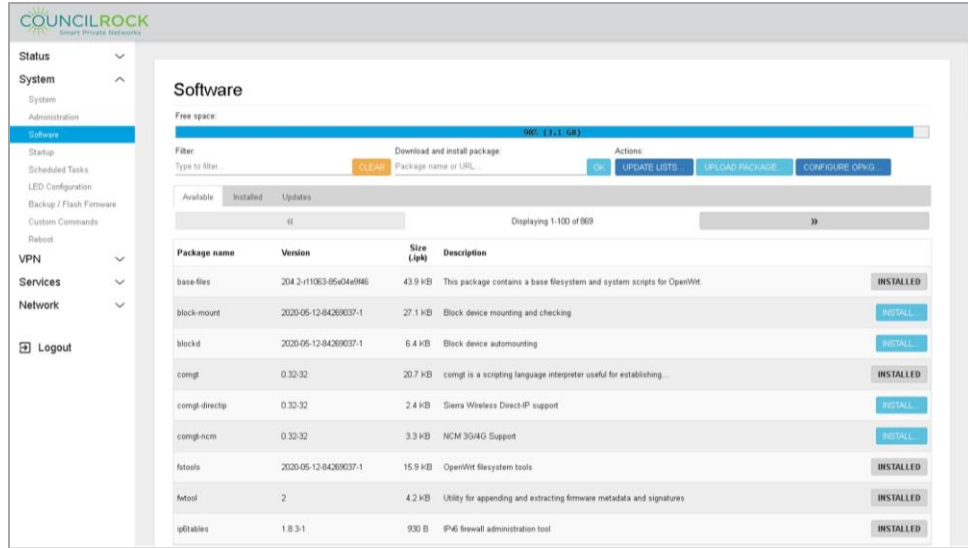 COUNCILROCK
Smart Private Networks
Status
System
System
Administration
Software
Startup
Scheduled Tasks
LED Configuration
Backup / Flash Firmware
Custom Commands
Reboot
VPN
Services
Network
Logout
Software
Free space:
98% (3.1 GB)
Filter: Download and install package: Actions:
Type to filter... CLEAR Package name or URL... OK UPDATE LISTS... UPLOAD PACKAGE... CONFIGURE OPKG...
Available Installed Updates
« Displaying 1-100 of 869 »
Package name Version Size (.ipk) Description
base-files 204.2-r11063-85e04e9f46 43.9 KB This package contains a base filesystem and system scripts for OpenWrt. INSTALLED
block-mount 2020-05-12-84269037-1 27.1 KB Block device mounting and checking INSTALL...
blockd 2020-05-12-84269037-1 6.4 KB Block device automounting INSTALL...
comgt 0.32-32 20.7 KB comgt is a scripting language interpreter useful for establishing... INSTALLED
comgt-directip 0.32-32 2.4 KB Sierra Wireless Direct-IP support INSTALL...
comgt-ncm 0.32-32 3.3 KB NCM 3G/4G Support INSTALL...
fstools 2020-05-12-84269037-1 15.9 KB OpenWrt filesystem tools INSTALLED
fwtool 2 4.2 KB Utility for appending and extracting firmware metadata and signatures INSTALLED
ip6tables 1.8.3-1 930 B IPv6 firewall administration tool INSTALLED